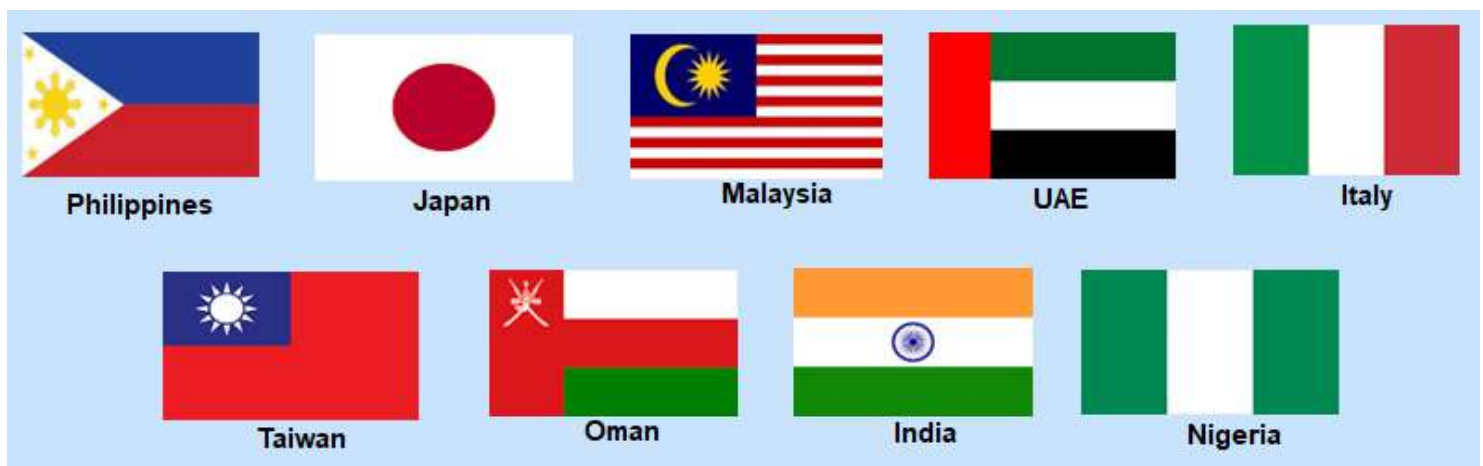 Philippines
Japan
Malaysia
UAE
Italy
Taiwan
Oman
India
Nigeria